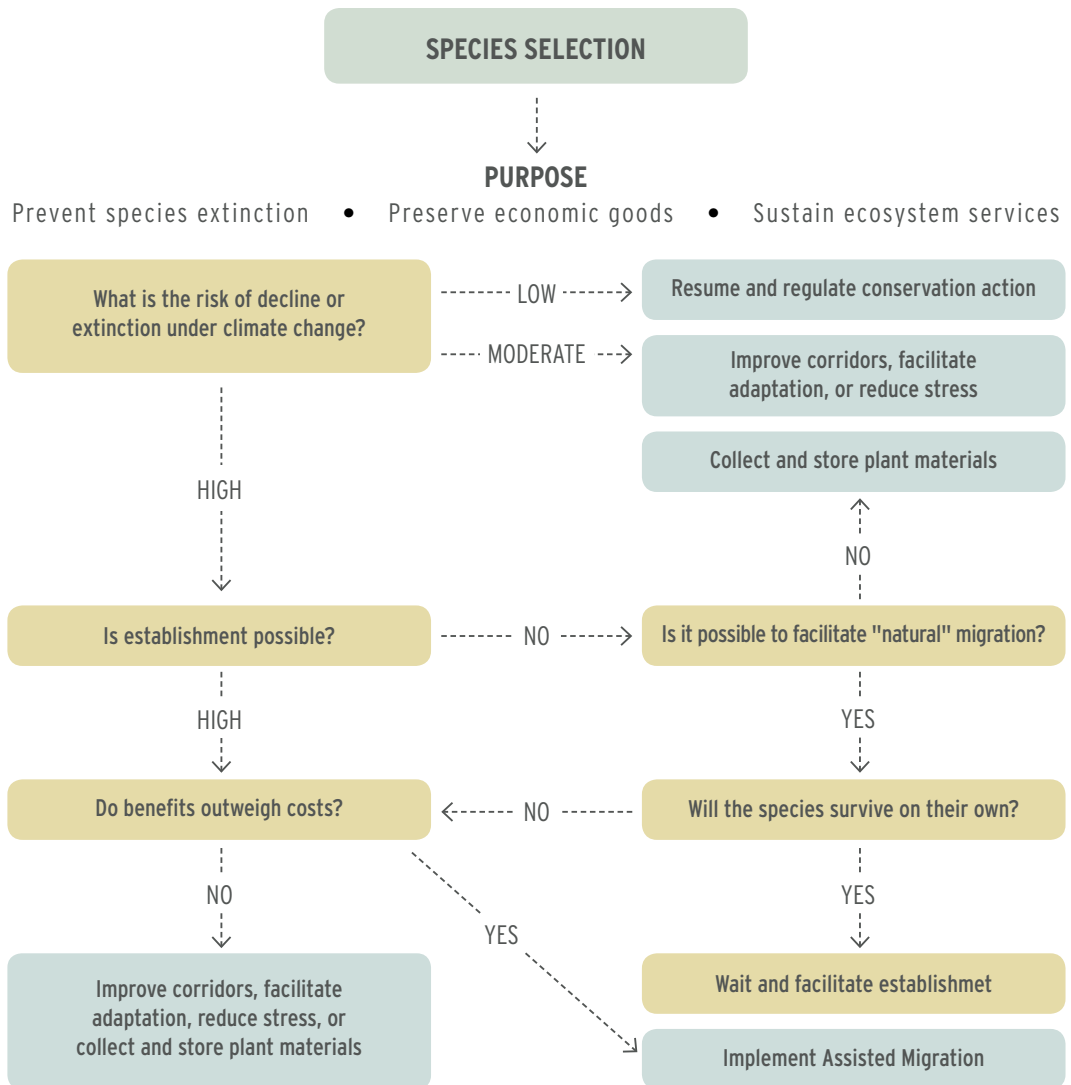 SPECIES SELECTION
PURPOSE
Prevent species extinction • Preserve economic goods • Sustain ecosystem services
What is the risk of decline or
extinction under climate change?
LOW
Resume and regulate conservation action
MODERATE
Improve corridors, facilitate
adaptation, or reduce stress
Collect and store plant materials
HIGH
NO
Is establishment possible?
NO
Is it possible to facilitate "natural" migration?
HIGH
YES
Do benefits outweigh costs?
NO
Will the species survive on their own?
NO
YES
YES
Improve corridors, facilitate
adaptation, reduce stress, or
collect and store plant materials
Wait and facilitate establishmet
Implement Assisted Migration